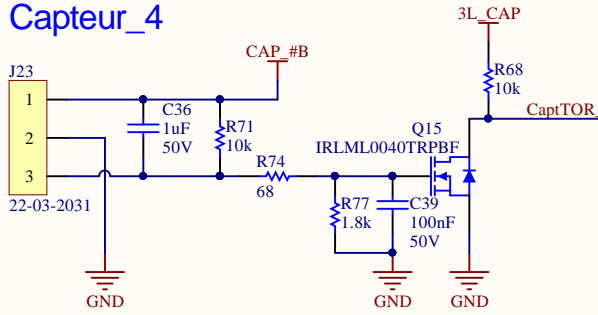 Capteur_4
3L_CAP
CAP_#B
J23
R68
10k
1
C36
1uF
50V
R71
10k
CaptTOR_
Q15
IRLML0040TRPBF
2
R74
68
3
22-03-2031
R77
1.8k
C39
100nF
50V
GND
GND
GND